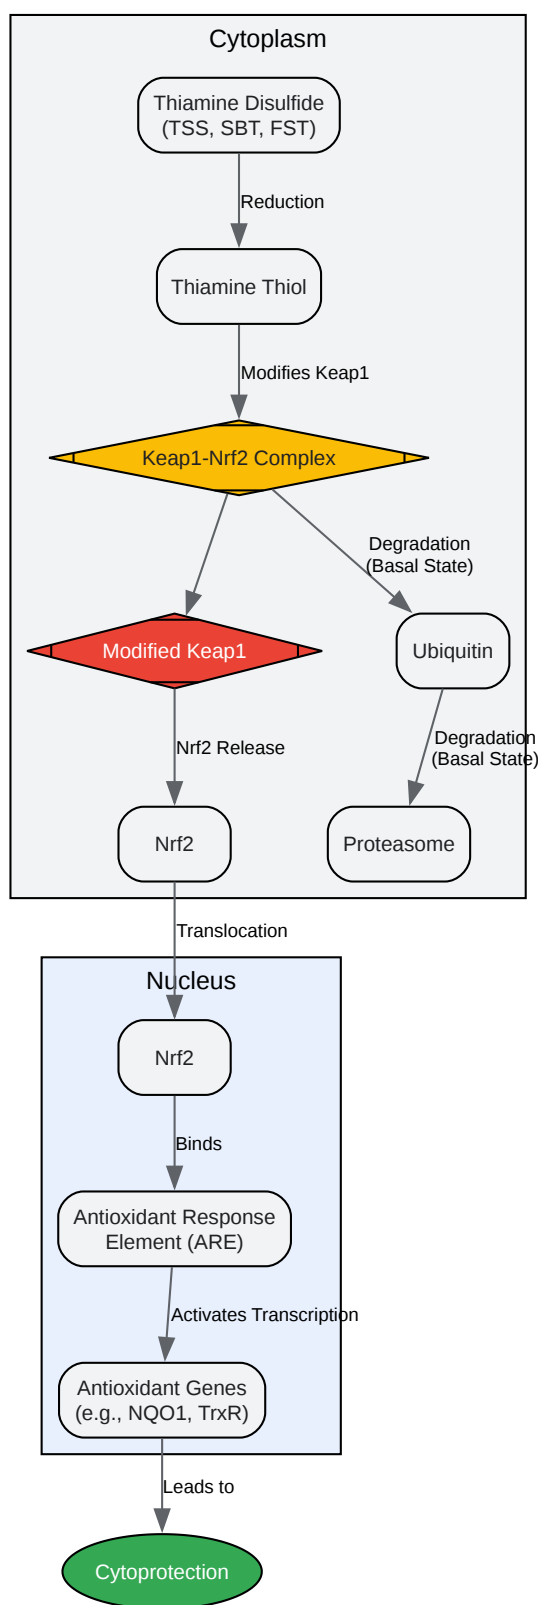 Cytoplasm
Thiamine Disulfide
(TSS, SBT, FST)
Reduction
Thiamine Thiol
Modifies Keap1
Keap1-Nrf2 Complex
Degradation
(Basal State)
Modified Keap1
Ubiquitin
Nrf2 Release
Degradation
(Basal State)
Nrf2
Proteasome
Translocation
Nucleus
Nrf2
Binds
Antioxidant Response
Element (ARE)
Activates Transcription
Antioxidant Genes
(e.g., NQO1, TrxR)
Leads to
Cytoprotection